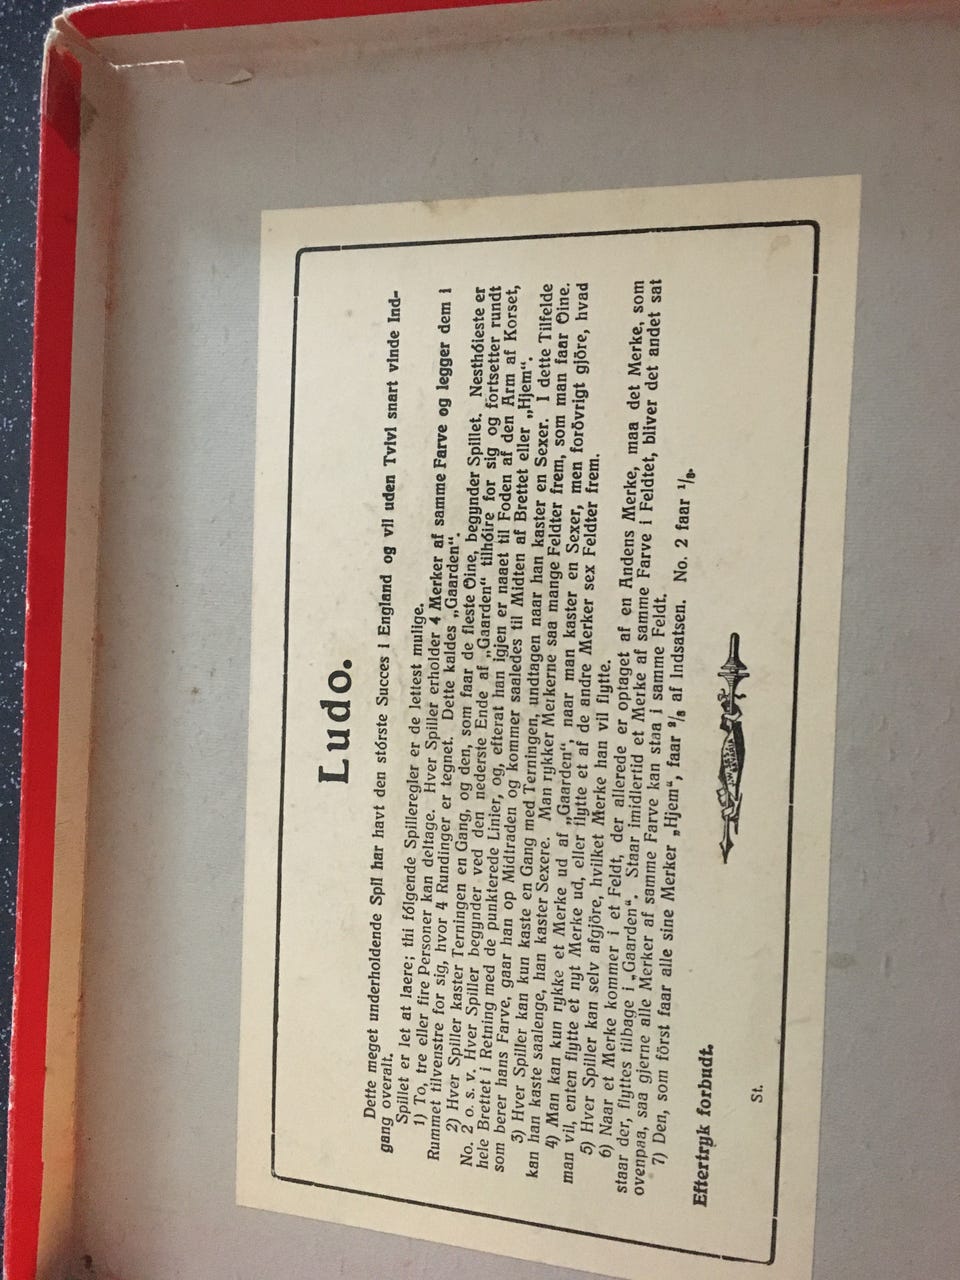 Ludo.
Dette meget underholdende Spil har havt den störste Succes i England og vil uden Tvivl snart vinde Ind-
gang overalt.
Spillet er let at laere; thi fölgende Spilleregler er de lettest mulige.
1) To, tre eller fire Personer kan deltage. Hver Spiller erholder 4 Merker af samme Farve og legger dem i
Rummet tilvenstre for sig, hvor 4 Rundinger er tegnet. Dette kaldes „Gaarden“.
2) Hver Spiller kaster Terningen en Gang, og den, som faar de fleste Öine, begynder Spillet. Nesthöieste er
No. 2 o. s. v. Hver Spiller begynder ved den nederste Ende af „Gaarden“ tilhöire for sig og fortsetter rundt
hele Brettet i Retning med de punkterede Linier, og, efterat han igjen er naaet til Foden af den Arm af Korset,
som berer hans Farve, gaar han op Midtraden og kommer saaledes til Midten af Brettet eller „Hjem“.
3) Hver Spiller kan kun kaste en Gang med Terningen, undtagen naar han kaster en Sexer. I dette Tilfelde
kan han kaste saalenge, han kaster Sexere. Man rykker Merkerne saa mange Feldter frem, som man faar Öine.
4) Man kan kun rykke et Merke ud af „Gaarden“, naar man kaster en Sexer, men forövrigt gjöre, hvad
man vil, enten flytte et nyt Merke ud, eller flytte et af de andre Merker sex Feldter frem.
5) Hver Spiller kan selv afgjöre, hvilket Merke han vil flytte.
6) Naar et Merke kommer i et Feldt, der allerede er optaget af en Andens Merke, maa det Merke, som
staar der, flyttes tilbage i „Gaarden“. Staar imidlertid et Merke af samme Farve i Feldtet, bliver det andet sat
ovenpaa, saa gjerne alle Merker af samme Farve kan staa i samme Feldt.
7) Den, som först faar alle sine Merker „Hjem“, faar ²/₃ af Indsatsen. No. 2 faar ¹/₃.
Eftertryk forbudt.
St.